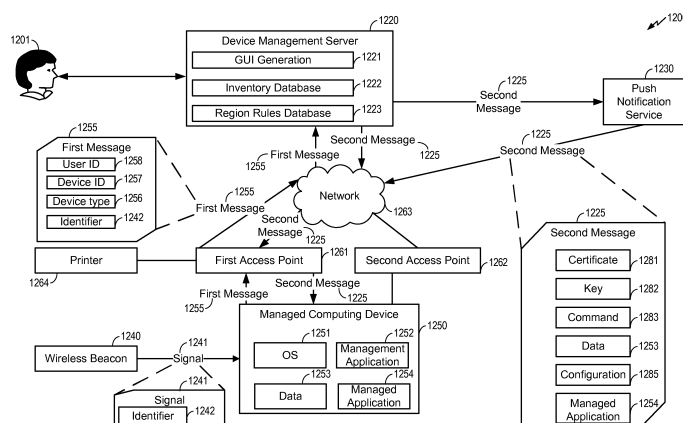 1200
1201
1220
Device Management Server
GUI Generation
1221
Inventory Database
1222
Region Rules Database
1223
1225
Second
Message
1230
Push
Notification
Service
1255
First Message
User ID
1258
Device ID
1257
Device type
1256
Identifier
1242
1255
First Message
Second Message
1225
1255
First Message
Network
1263
1225
Second Message
Second
Message
1225
Printer
1264
First Access Point
1261
Second Access Point
1262
First Message
1255
Second Message
1225
Managed Computing Device
1250
1251
OS
1252
Management
Application
1253
Data
1254
Managed
Application
1240
Wireless Beacon
1241
Signal
1241
Signal
Identifier
1242
1225
Second Message
Certificate
1281
Key
1282
Command
1283
Data
1253
Configuration
1285
Managed
Application
1254